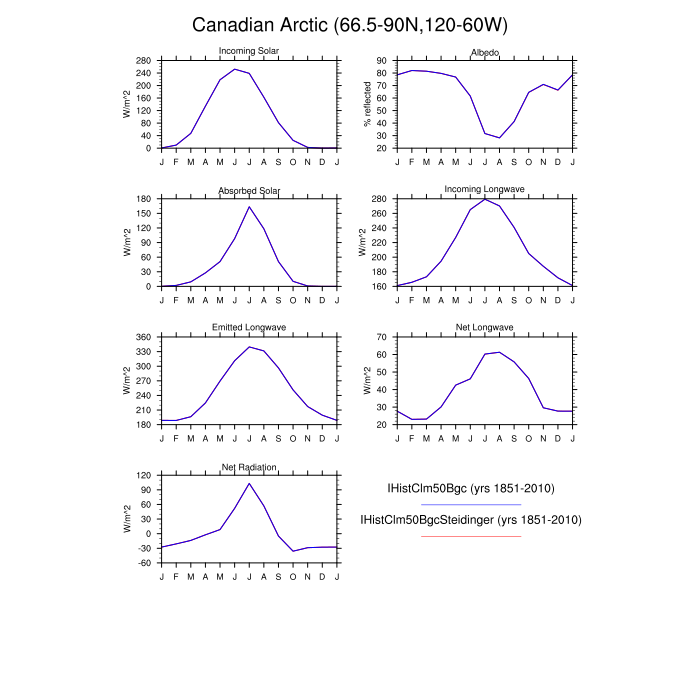 Canadian Arctic (66.5-90N,120-60W)
Incoming Solar
W/m^2
280
240
200
160
120
80
40
0
J F M A M J J A S O N D J
Albedo
% reflected
90
80
70
60
50
40
30
20
J F M A M J J A S O N D J
Absorbed Solar
W/m^2
180
150
120
90
60
30
0
J F M A M J J A S O N D J
Incoming Longwave
W/m^2
280
260
240
220
200
180
160
J F M A M J J A S O N D J
Emitted Longwave
W/m^2
360
330
300
270
240
210
180
J F M A M J J A S O N D J
Net Longwave
W/m^2
70
60
50
40
30
20
J F M A M J J A S O N D J
Net Radiation
W/m^2
120
90
60
30
0
-30
-60
J F M A M J J A S O N D J
IHistClm50Bgc (yrs 1851-2010)
IHistClm50BgcSteidinger (yrs 1851-2010)